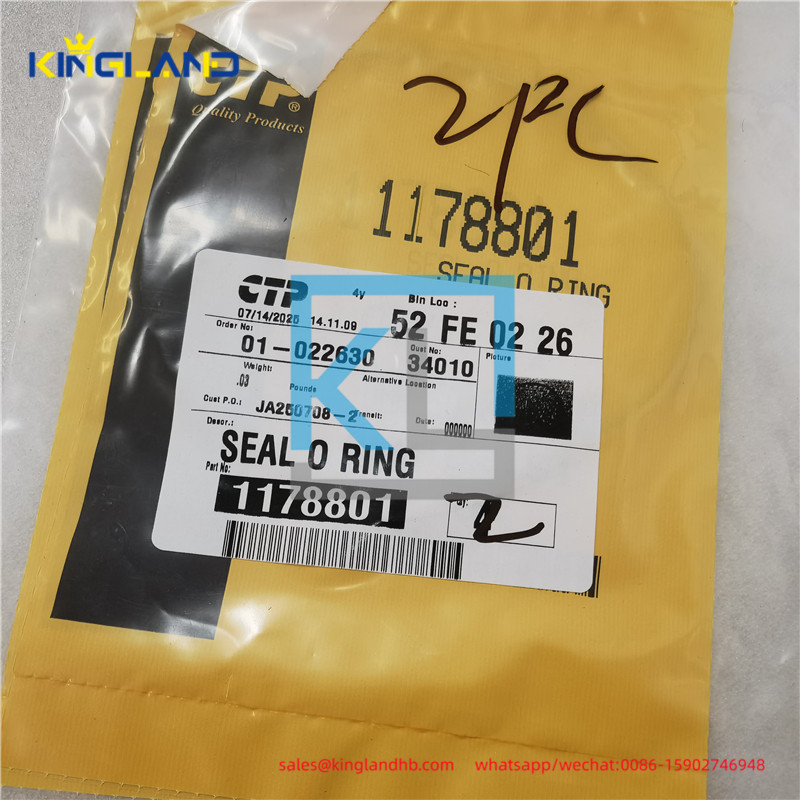 KINGLAND
CTP®
Quality Products
2PC
1178801
SEAL O RING
CTP 4y Bin Loc :
07/14/2025 14.11.09 52 FE 02 26
Order No: Cust No: Picture
01-022630 34010
Weight: Alternative Location
.03 Pounds
Cust P.O.: JA250708-2 Transit: Date: 000000
Descr.:
SEAL O RING
Part No:
1178801
2
KL
sales@kinglandhb.com whatsapp/wechat:0086-15902746948